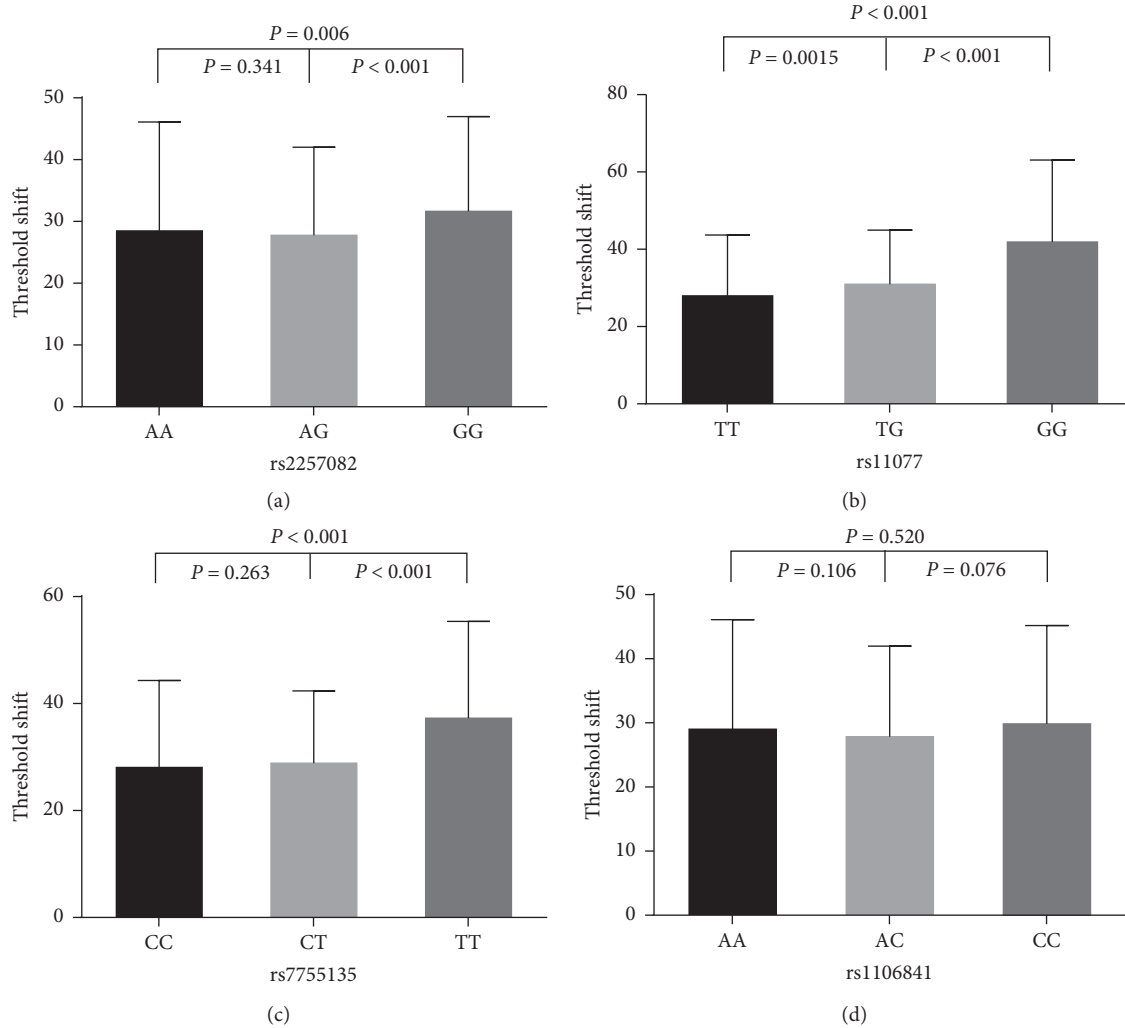 P = 0.006
P = 0.341 P < 0.001
50
40
30
20
10
0
Threshold shift
AA AG GG
rs2257082
(a)
P < 0.001
P = 0.0015 P < 0.001
80
60
40
20
0
Threshold shift
TT TG GG
rs11077
(b)
P < 0.001
P = 0.263 P < 0.001
60
40
20
0
Threshold shift
CC CT TT
rs7755135
(c)
P = 0.520
P = 0.106 P = 0.076
50
40
30
20
10
0
Threshold shift
AA AC CC
rs1106841
(d)